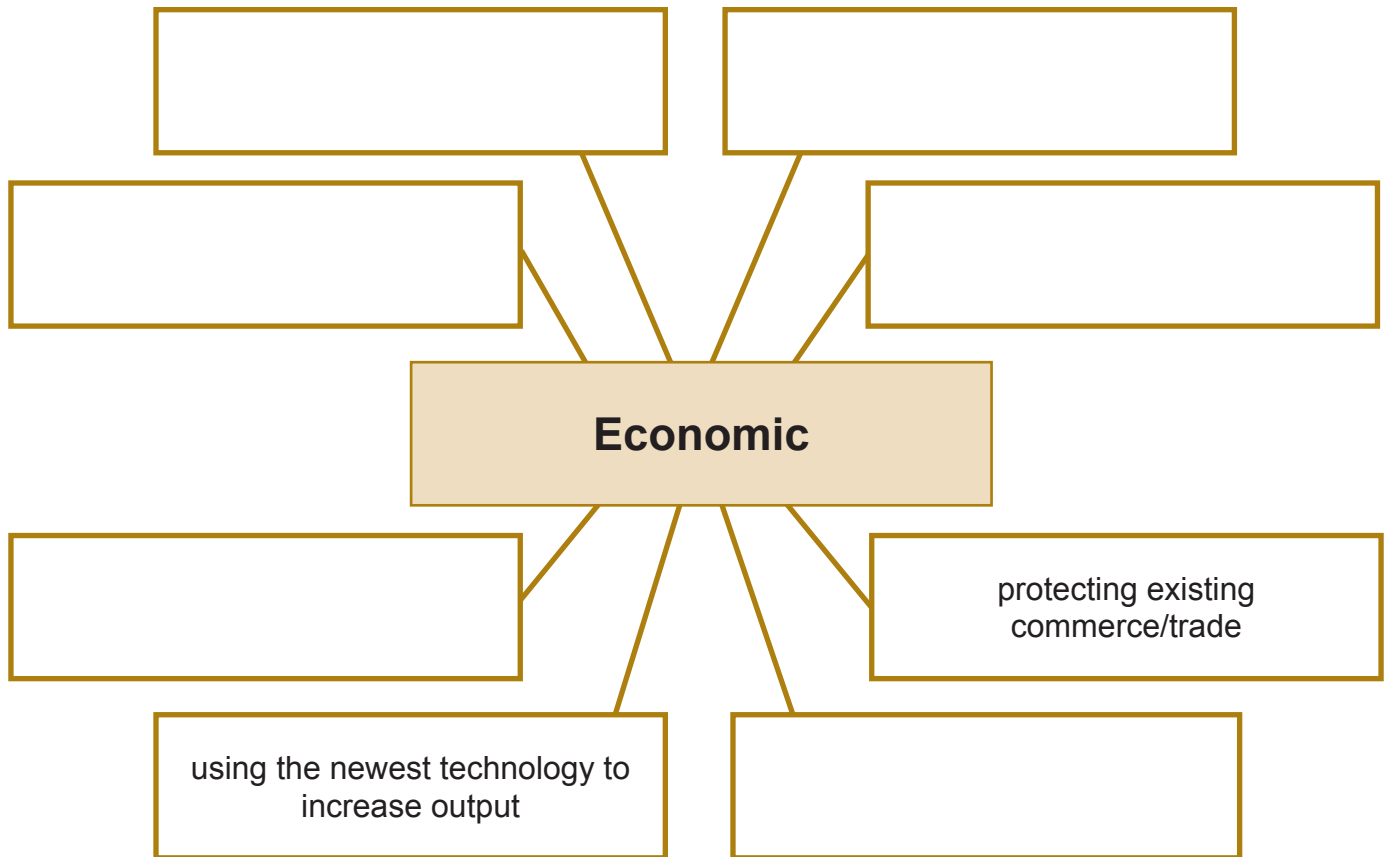 Economic
protecting existing
commerce/trade
using the newest technology to
increase output